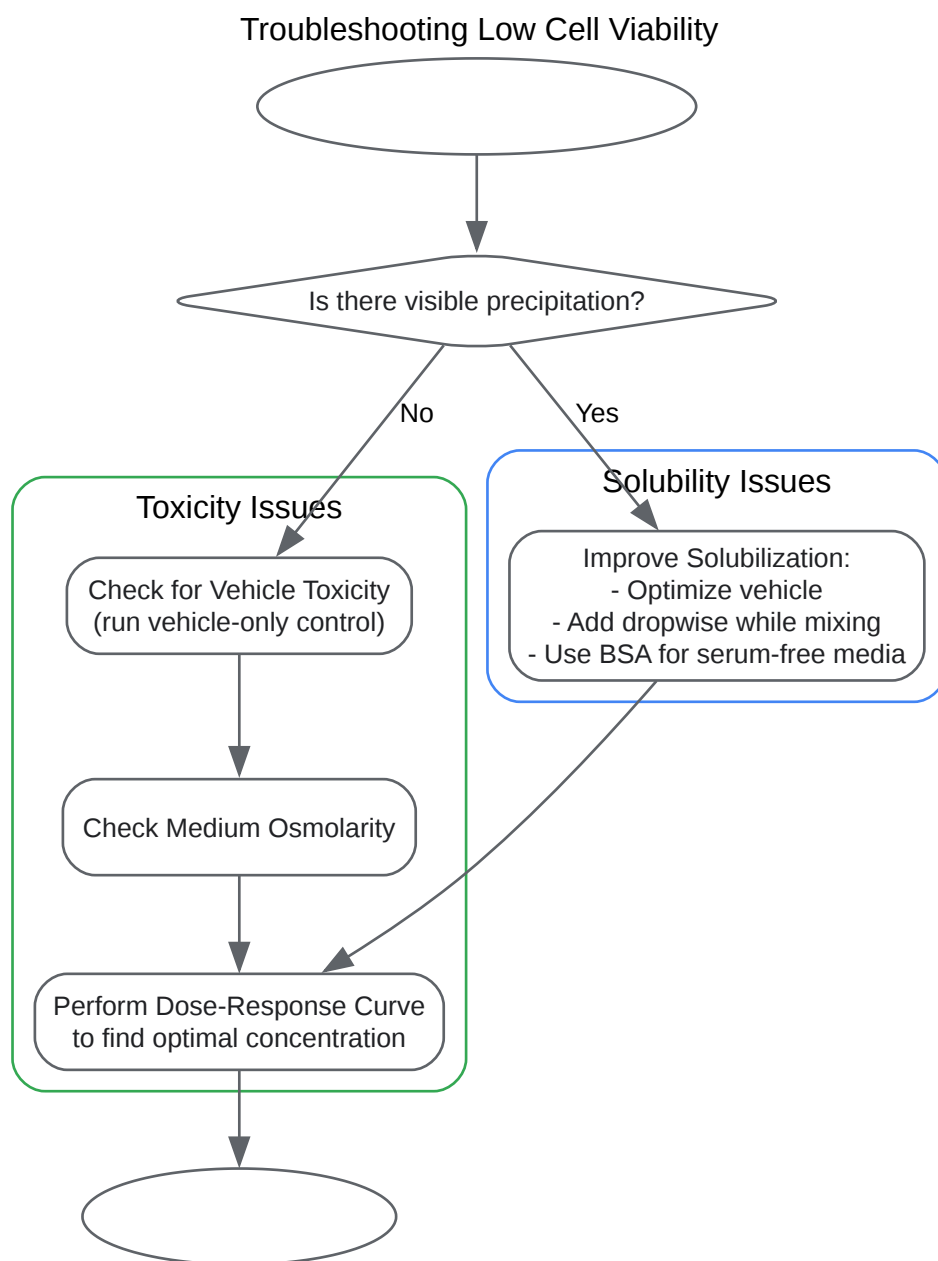 Troubleshooting Low Cell Viability
Is there visible precipitation?
No
Yes
Toxicity Issues
Check for Vehicle Toxicity
(run vehicle-only control)
Check Medium Osmolarity
Perform Dose-Response Curve
to find optimal concentration
Solubility Issues
Improve Solubilization:
- Optimize vehicle
- Add dropwise while mixing
- Use BSA for serum-free media